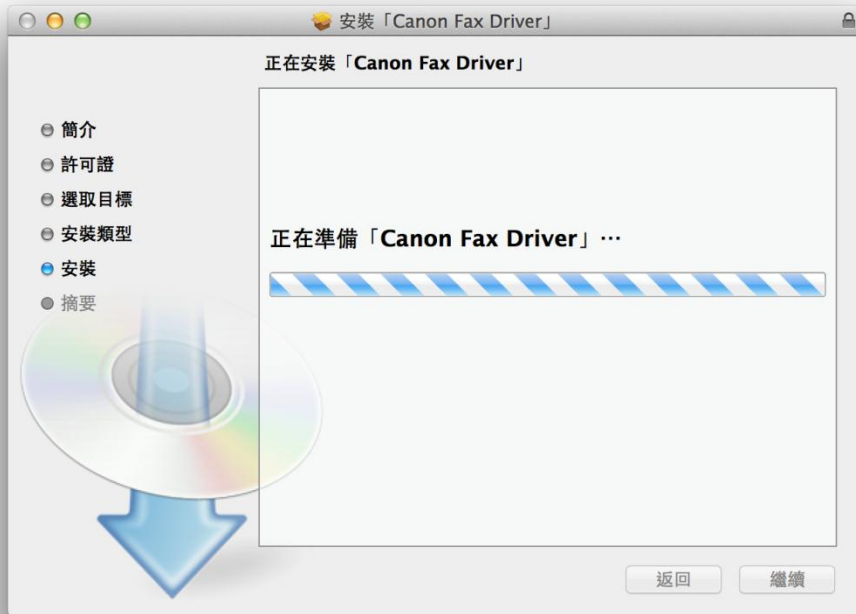 安裝「Canon Fax Driver」
正在安裝「Canon Fax Driver」
簡介
許可證
選取目標
安裝類型
安裝
摘要
正在準備「Canon Fax Driver」⋯
返回
繼續